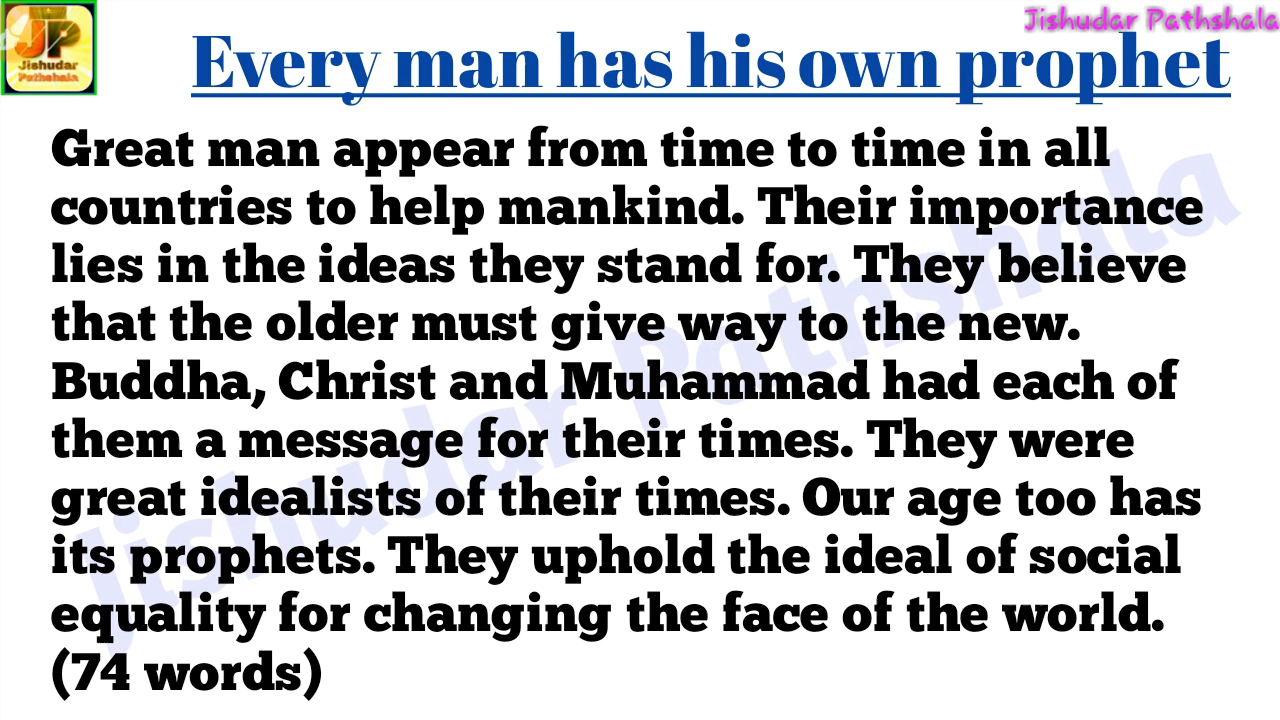 JP
Jishudar
Pathshala
Jishudar Pathshala
Every man has his own prophet
Great man appear from time to time in all
countries to help mankind. Their importance
lies in the ideas they stand for. They believe
that the older must give way to the new.
Buddha, Christ and Muhammad had each of
them a message for their times. They were
great idealists of their times. Our age too has
its prophets. They uphold the ideal of social
equality for changing the face of the world.
(74 words)
Jishudar Pathshala